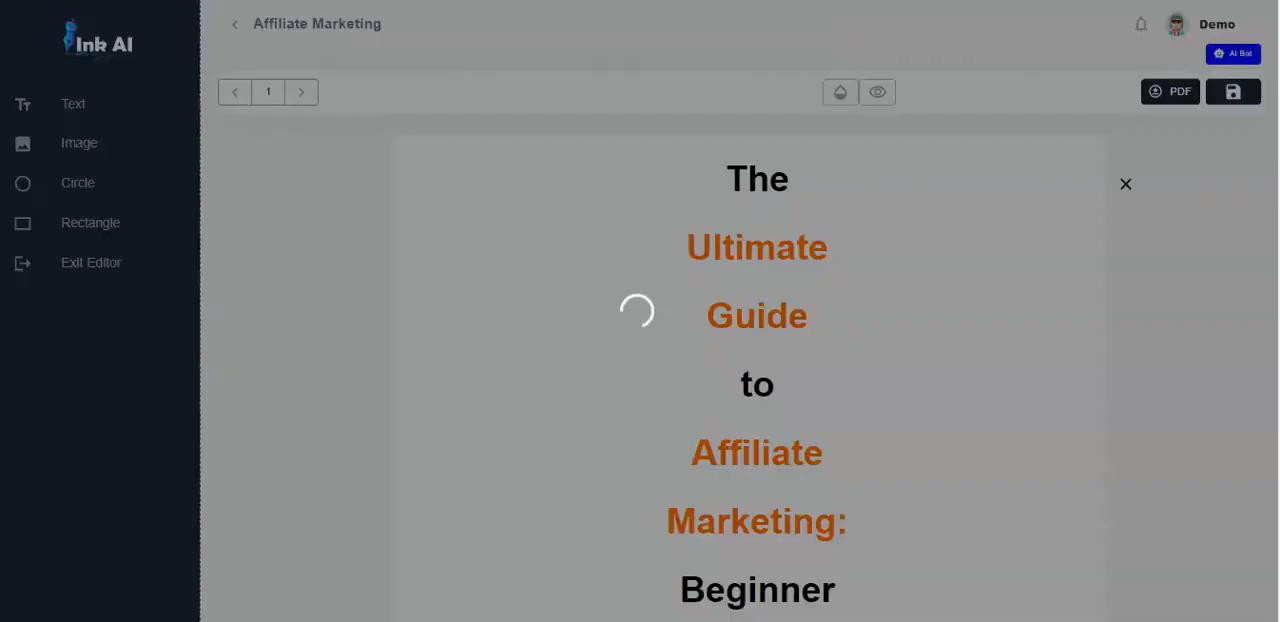 Ink AI
Affiliate Marketing
Demo
AI Bot
Text
Image
Circle
Rectangle
Exit Editor
1
PDF
The
Ultimate
Guide
to
Affiliate
Marketing:
Beginner